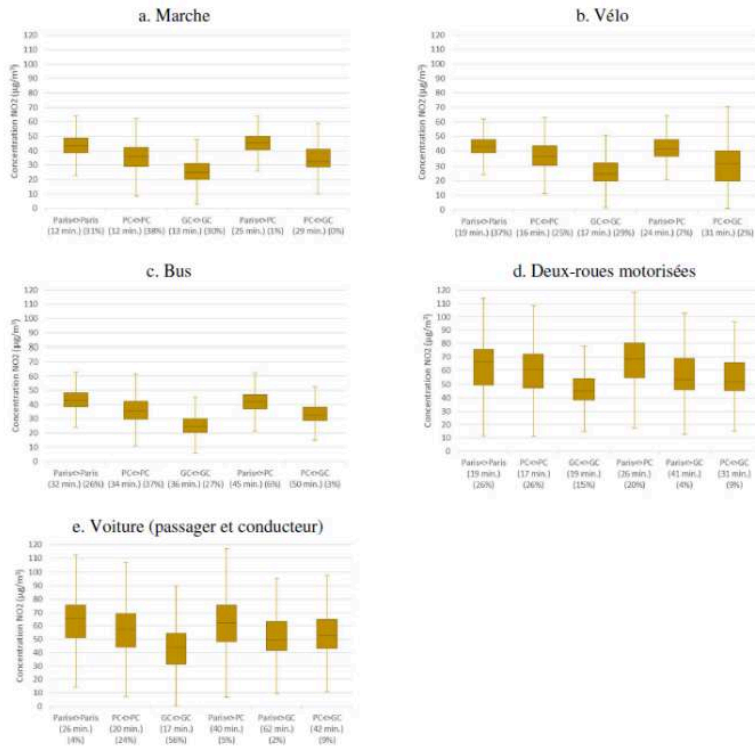 a. Marche
Concentration NO2 (µg/m³)
120
110
100
90
80
70
60
50
40
30
20
10
0
Paris<>Paris PC<>PC GC<>GC Paris<>PC PC<>GC
(12 min.) (31%) (12 min.) (38%) (13 min.) (30%) (25 min.) (1%) (29 min.) (0%)
b. Vélo
Concentration NO2 (µg/m³)
120
110
100
90
80
70
60
50
40
30
20
10
0
Paris<>Paris PC<>PC GC<>GC Paris<>PC PC<>GC
(19 min.) (37%) (16 min.) (25%) (17 min.) (29%) (24 min.) (7%) (31 min.) (2%)
c. Bus
Concentration NO2 (µg/m³)
120
110
100
90
80
70
60
50
40
30
20
10
0
Paris<>Paris PC<>PC GC<>GC Paris<>PC PC<>GC
(32 min.) (26%) (34 min.) (37%) (36 min.) (27%) (45 min.) (6%) (50 min.) (3%)
d. Deux-roues motorisées
Concentration NO2 (µg/m³)
120
110
100
90
80
70
60
50
40
30
20
10
0
Paris<>Paris PC<>PC GC<>GC Paris<>PC Paris<>GC PC<>GC
(19 min.) (17 min.) (19 min.) (26 min.) (41 min.) (31 min.)
(26%) (26%) (15%) (20%) (4%) (9%)
e. Voiture (passager et conducteur)
Concentration NO2 (µg/m³)
120
110
100
90
80
70
60
50
40
30
20
10
0
Paris<>Paris PC<>PC GC<>GC Paris<>PC Paris<>GC PC<>GC
(26 min.) (20 min.) (17 min.) (40 min.) (62 min.) (42 min.)
(4%) (24%) (56%) (5%) (2%) (9%)